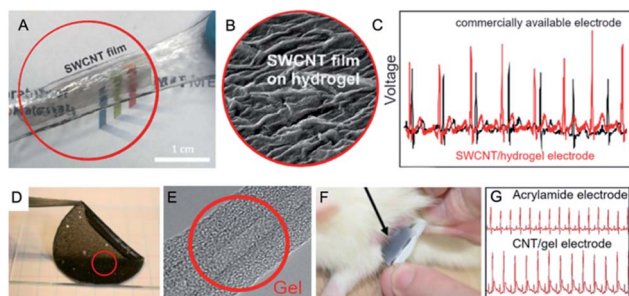 A
SWCNT film
1 cm
B
SWCNT film
on hydrogel
C
commercially available electrode
Voltage
SWCNT/hydrogel electrode
D
E
Gel
F
G
Acrylamide electrode
CNT/gel electrode